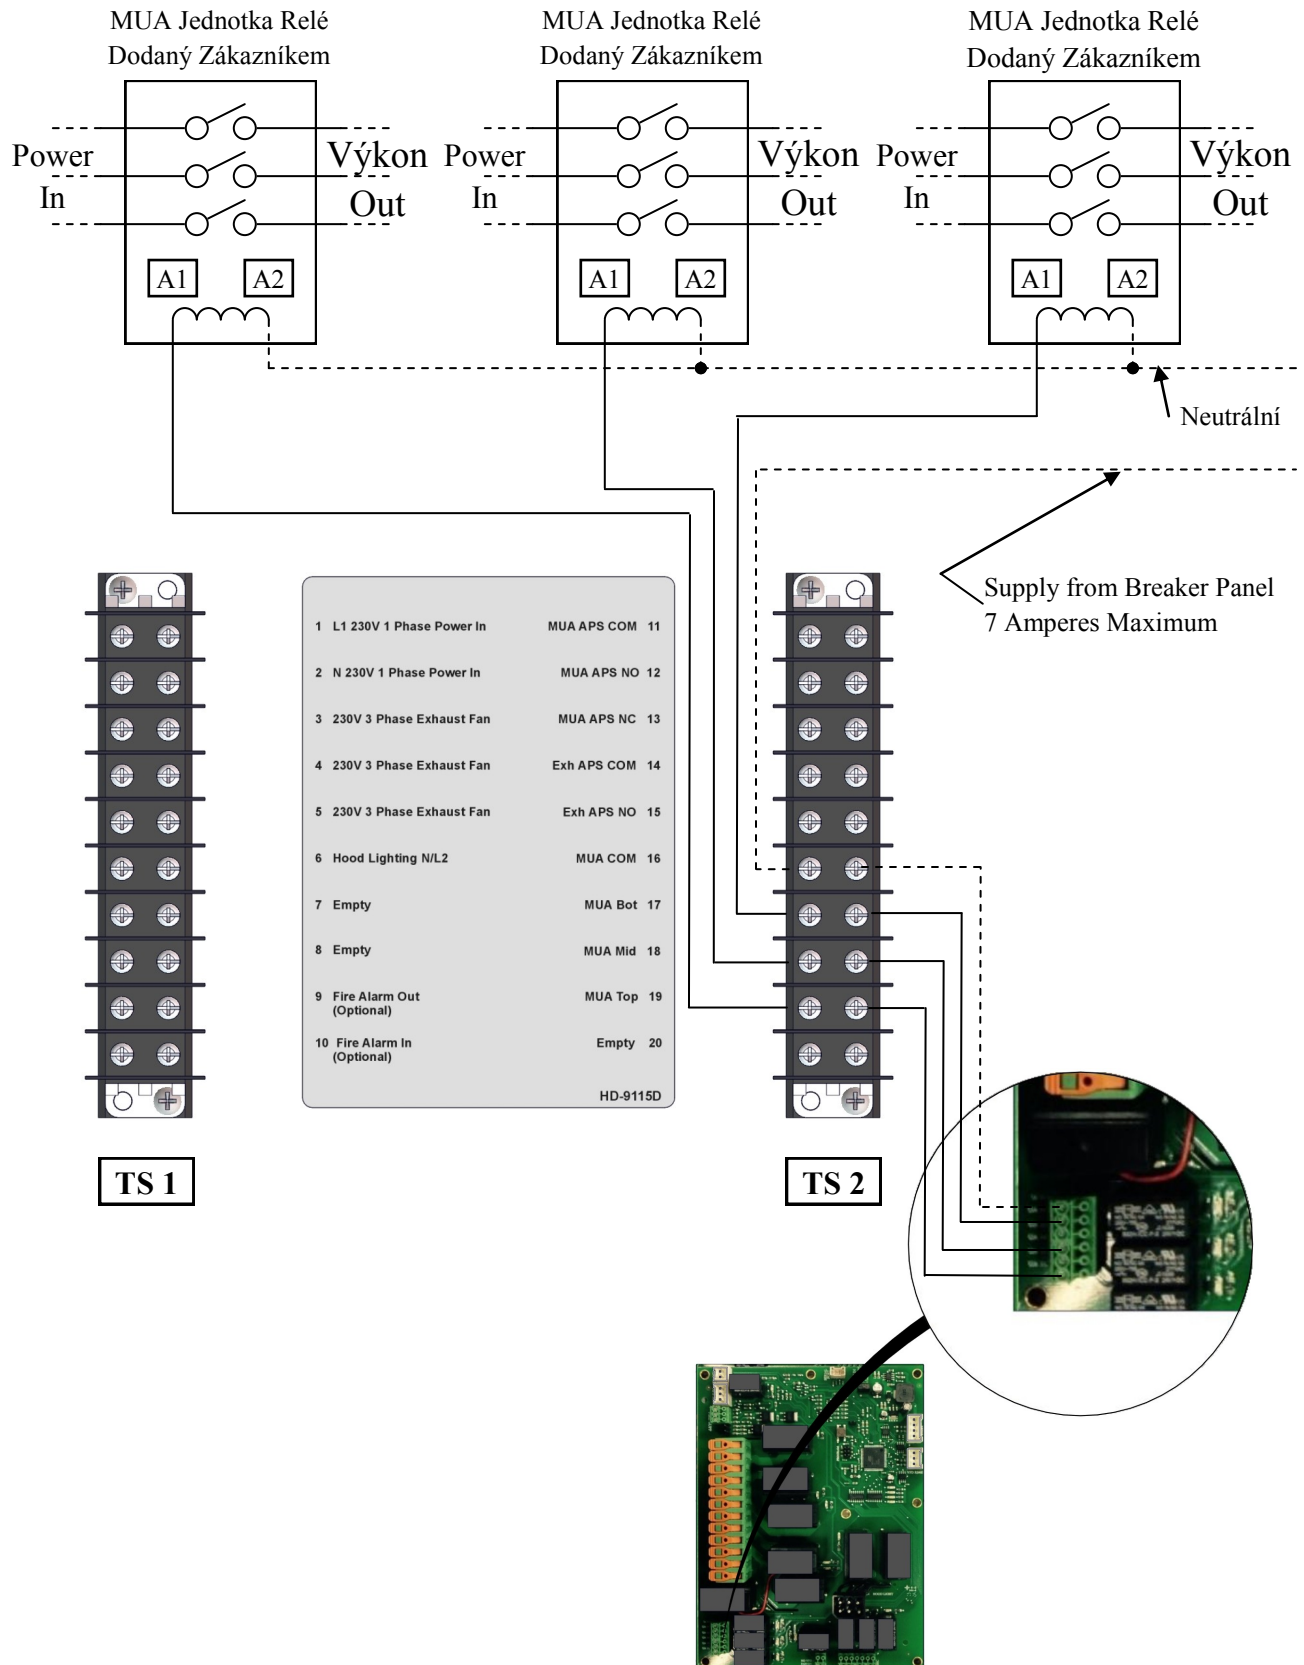 MUA Jednotka Relé
Dodaný Zákazníkem
MUA Jednotka Relé
Dodaný Zákazníkem
MUA Jednotka Relé
Dodaný Zákazníkem
Power
In
Výkon
Out
Power
In
Výkon
Out
Power
In
Výkon
Out
A1
A2
A1
A2
A1
A2
Neutrální
Supply from Breaker Panel
7 Amperes Maximum
1 L1 230V 1 Phase Power In
MUA APS COM 11
2 N 230V 1 Phase Power In
MUA APS NO 12
3 230V 3 Phase Exhaust Fan
MUA APS NC 13
4 230V 3 Phase Exhaust Fan
Exh APS COM 14
5 230V 3 Phase Exhaust Fan
Exh APS NO 15
6 Hood Lighting N/L2
MUA COM 16
7 Empty
MUA Bot 17
8 Empty
MUA Mid 18
9 Fire Alarm Out
(Optional)
MUA Top 19
10 Fire Alarm In
(Optional)
Empty 20
HD-9115D
TS 1
TS 2